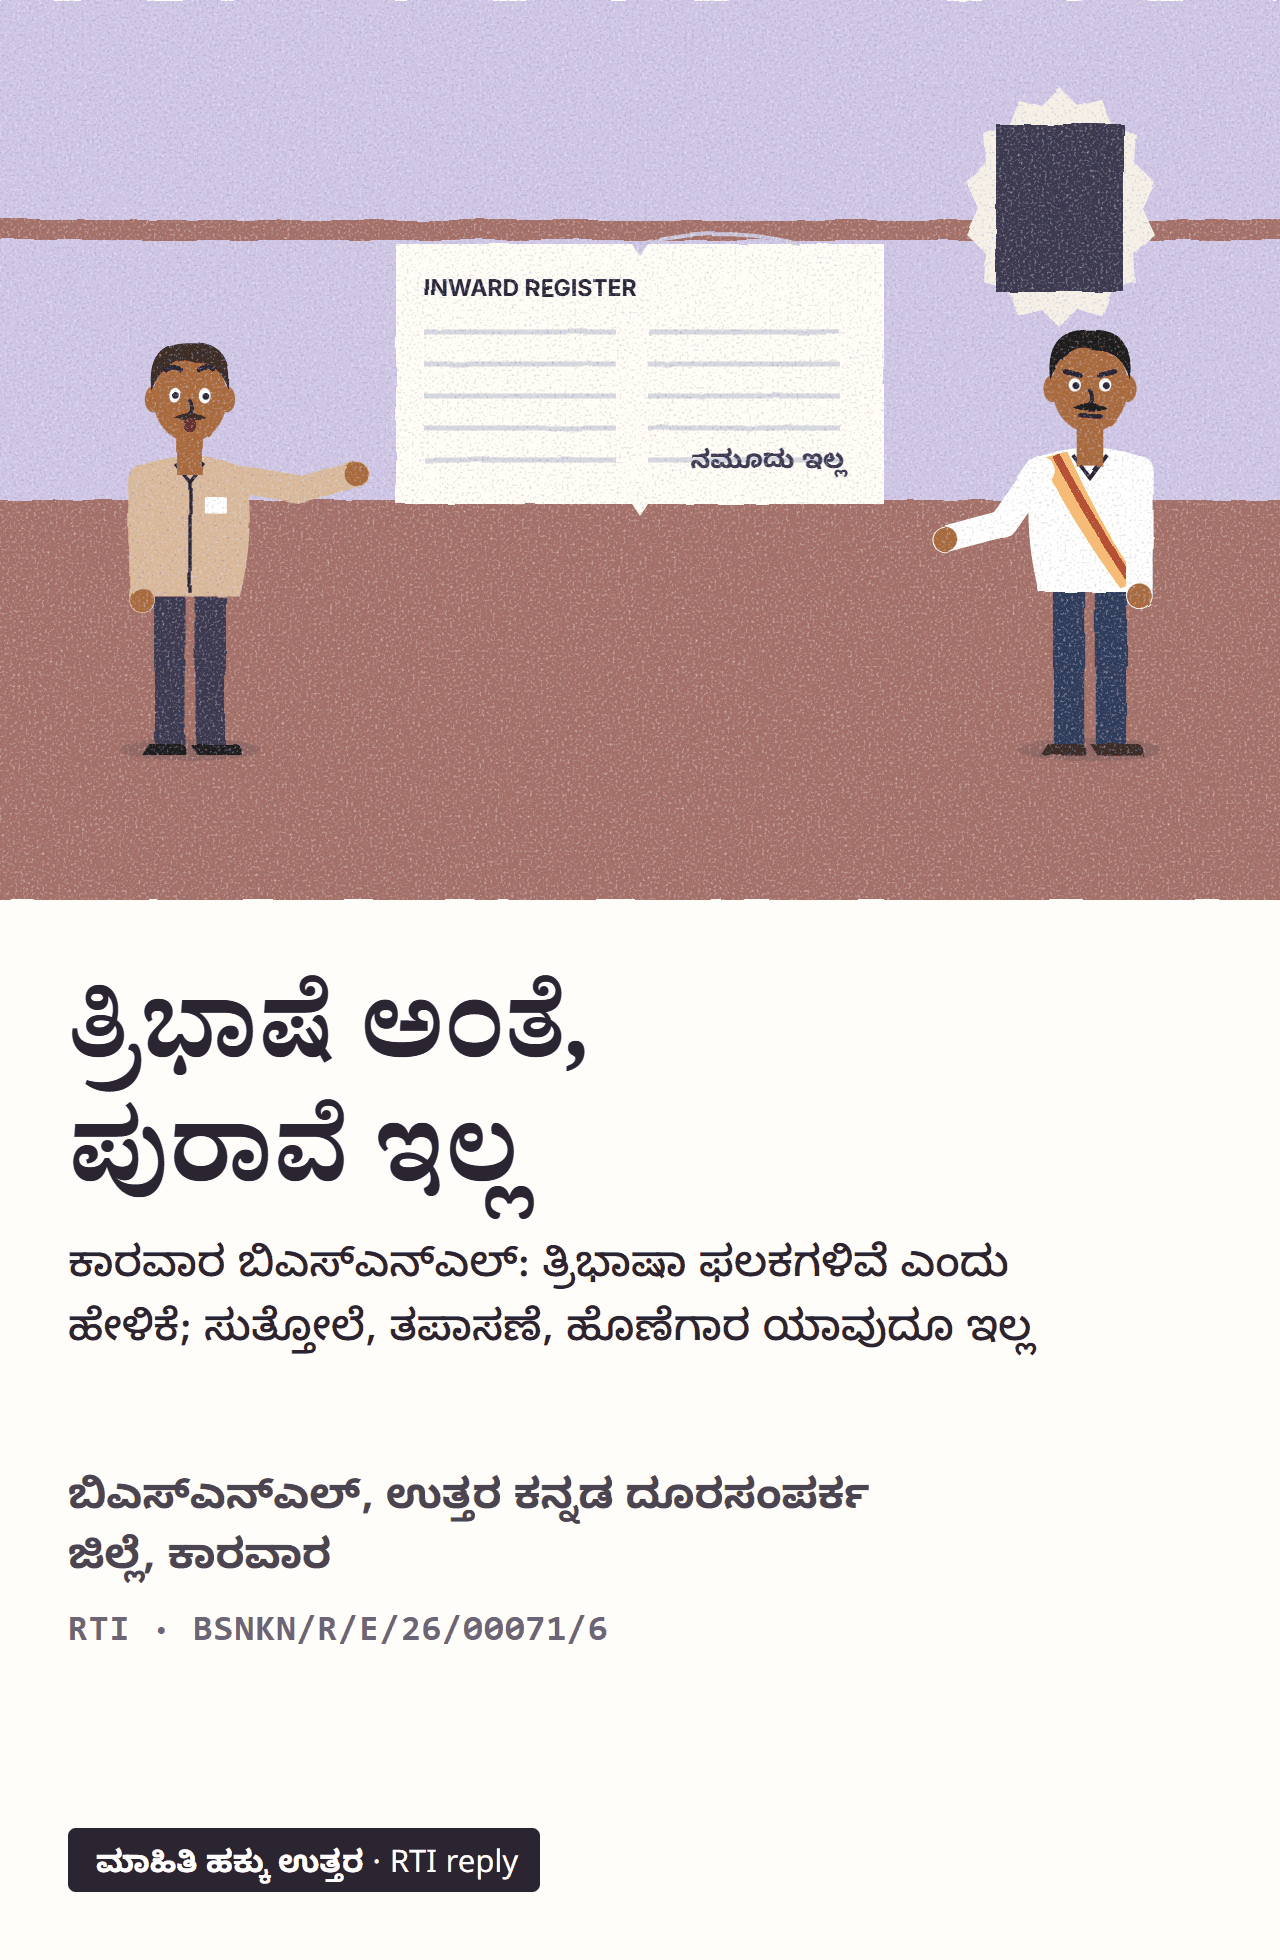 INWARD REGISTER
ನಮೂದು ಇಲ್ಲ
ತ್ರಿಭಾಷೆ ಅಂತೆ,
ಪುರಾವೆ ಇಲ್ಲ
ಕಾರವಾರ ಬಿಎಸ್ಎನ್ಎಲ್: ತ್ರಿಭಾಷಾ ಫಲಕಗಳಿವೆ ಎಂದು
ಹೇಳಿಕೆ; ಸುತ್ತೋಲೆ, ತಪಾಸಣೆ, ಹೊಣೆಗಾರ ಯಾವುದೂ ಇಲ್ಲ
ಬಿಎಸ್ಎನ್ಎಲ್, ಉತ್ತರ ಕನ್ನಡ ದೂರಸಂಪರ್ಕ
ಜಿಲ್ಲೆ, ಕಾರವಾರ
RTI · BSNKN/R/E/26/00071/6
ಮಾಹಿತಿ ಹಕ್ಕು ಉತ್ತರ · RTI reply